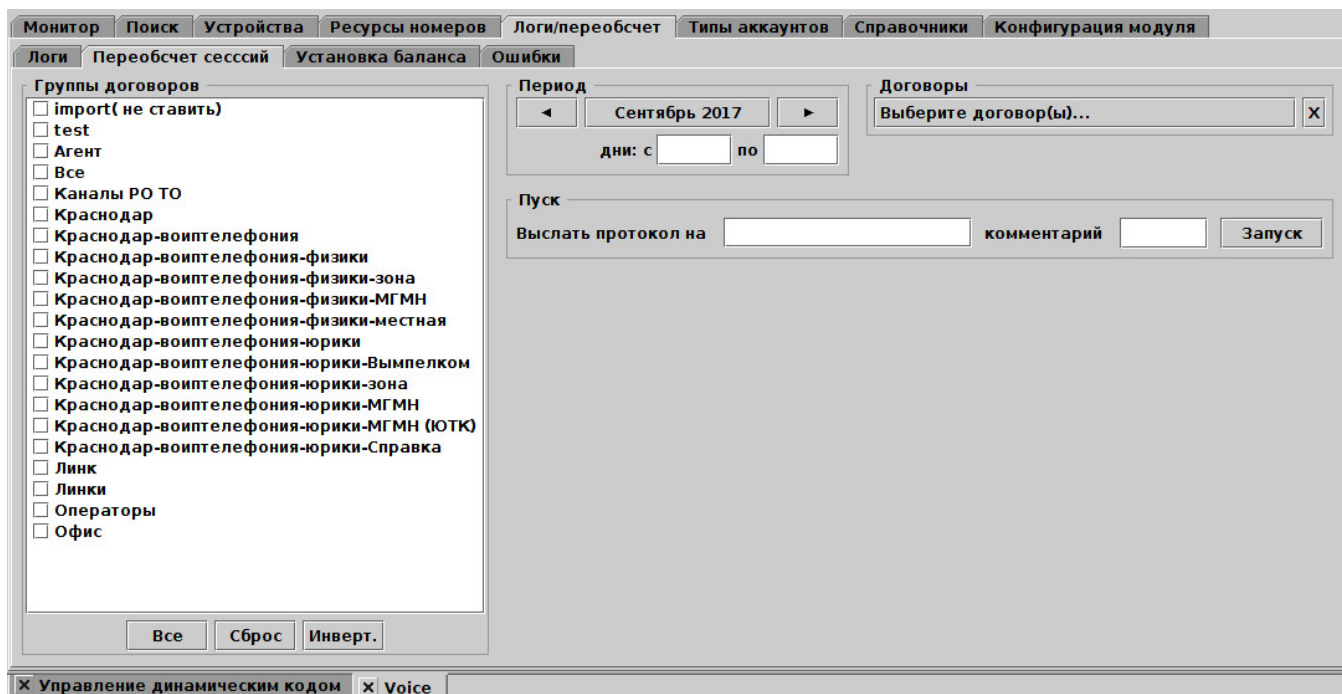 Монитор Поиск Устройства Ресурсы номеров Логи/переобсчет Типы аккаунтов Справочники Конфигурация модуля
Логи Переобсчет сесссий Установка баланса Ошибки
Группы договоров
import( не ставить)
test
Агент
Все
Каналы РО ТО
Краснодар
Краснодар-воиптелефония
Краснодар-воиптелефония-физики
Краснодар-воиптелефония-физики-зона
Краснодар-воиптелефония-физики-МГМН
Краснодар-воиптелефония-физики-местная
Краснодар-воиптелефония-юрики
Краснодар-воиптелефония-юрики-Вымпелком
Краснодар-воиптелефония-юрики-зона
Краснодар-воиптелефония-юрики-МГМН
Краснодар-воиптелефония-юрики-МГМН (ЮТК)
Краснодар-воиптелефония-юрики-Справка
Линк
Линки
Операторы
Офис
Все Сброс Инверт.
Период
◄ Сентябрь 2017 ►
дни: с по
Договоры
Выберите договор(ы)... X
Пуск
Выслать протокол на комментарий Запуск
X Управление динамическим кодом X Voice